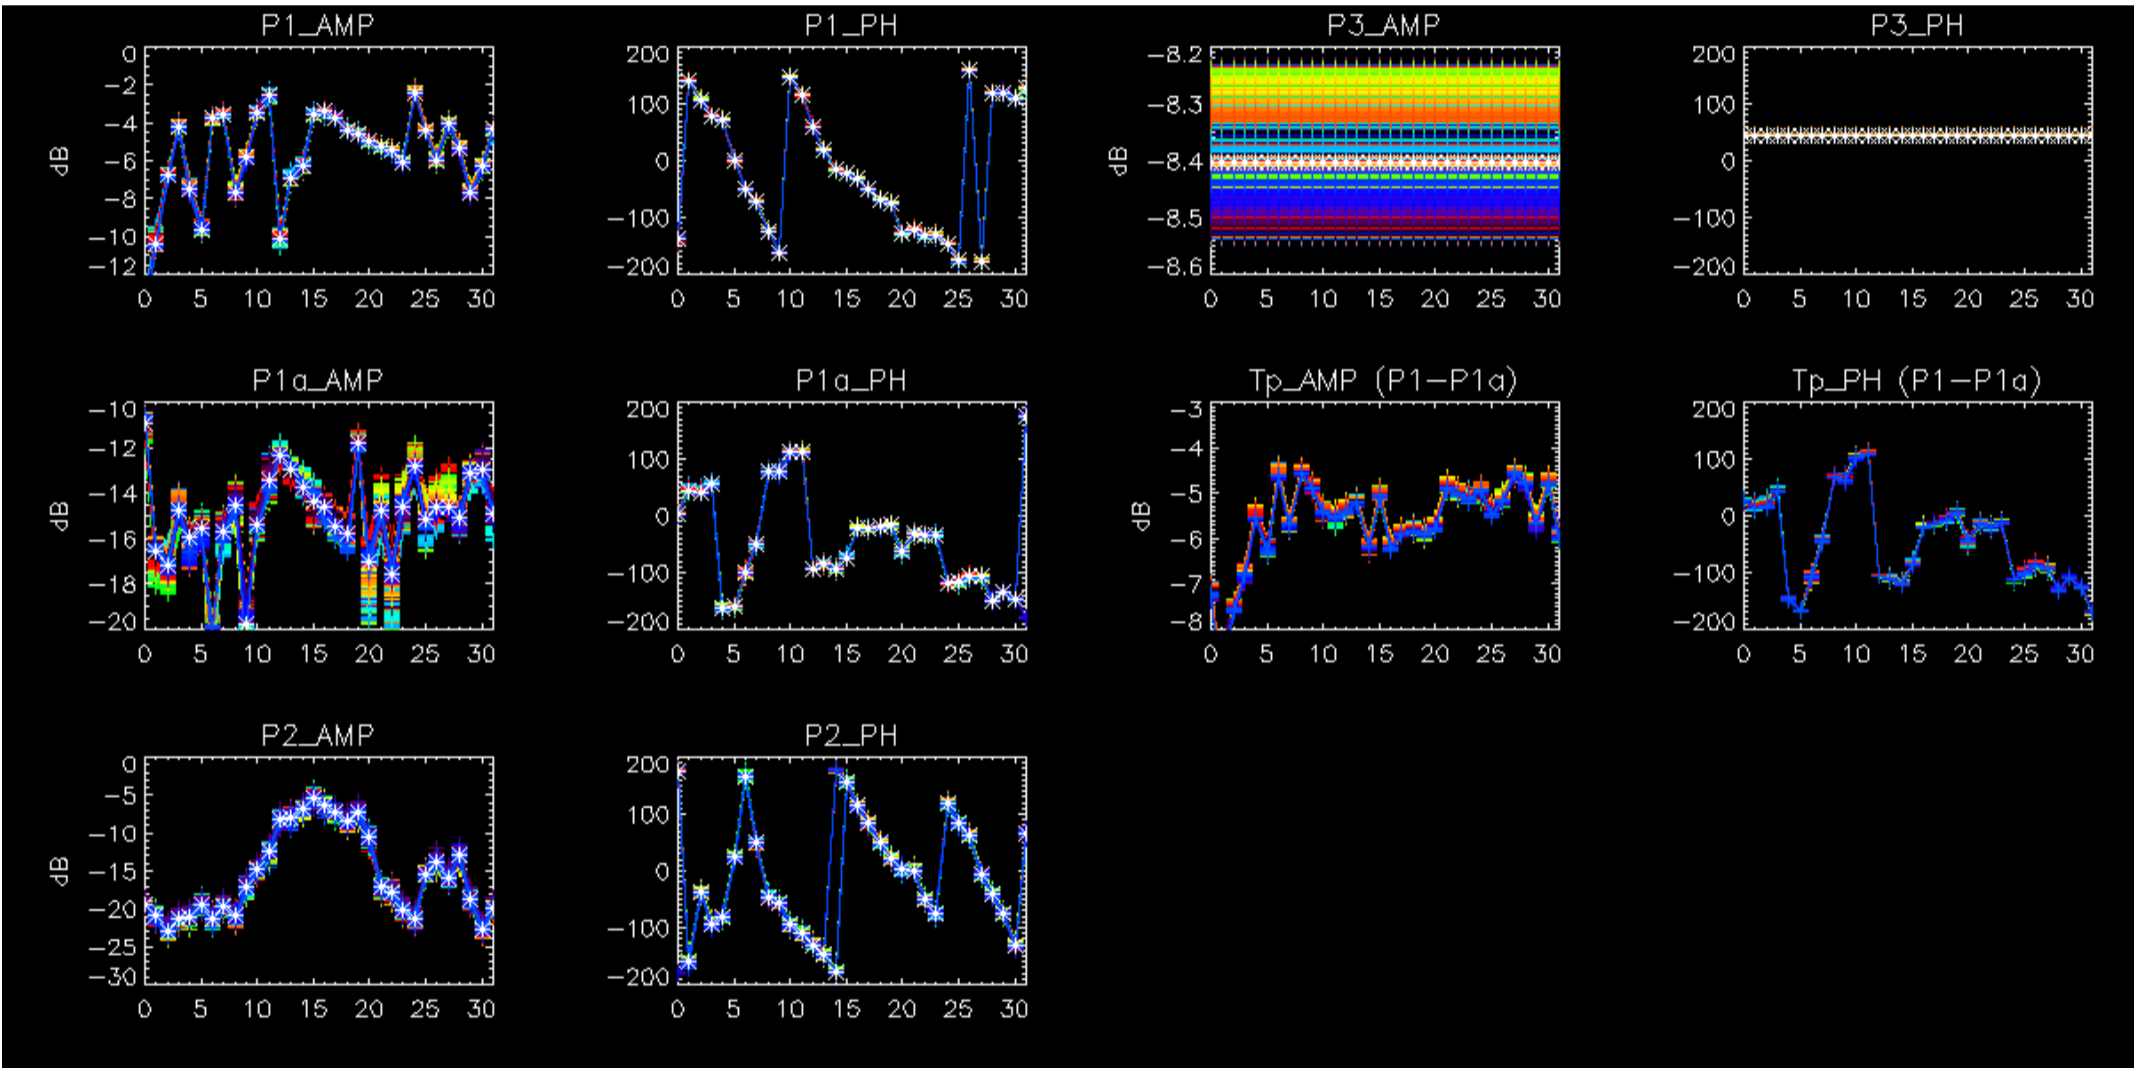 P1_AMP
0
−2
−4
−6
−8
−10
−12
dB
0 5 10 15 20 25 30
P1_PH
200
100
0
−100
−200
0 5 10 15 20 25 30
P3_AMP
−8.2
−8.3
−8.4
−8.5
−8.6
dB
0 5 10 15 20 25 30
P3_PH
200
100
0
−100
−200
0 5 10 15 20 25 30
P1a_AMP
−10
−12
−14
−16
−18
−20
dB
0 5 10 15 20 25 30
P1a_PH
200
100
0
−100
−200
0 5 10 15 20 25 30
Tp_AMP (P1−P1a)
−3
−4
−5
−6
−7
−8
dB
0 5 10 15 20 25 30
Tp_PH (P1−P1a)
200
100
0
−100
−200
0 5 10 15 20 25 30
P2_AMP
0
−5
−10
−15
−20
−25
−30
dB
0 5 10 15 20 25 30
P2_PH
200
100
0
−100
−200
0 5 10 15 20 25 30